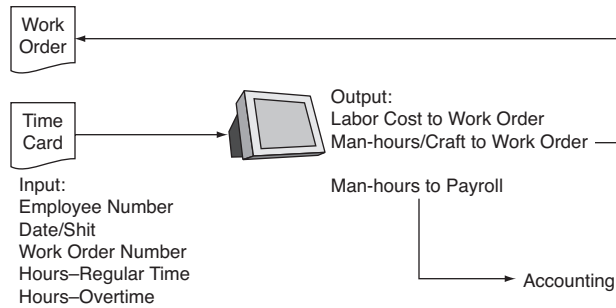 Work
Order
Time
Card
Input:
Employee Number
Date/Shit
Work Order Number
Hours–Regular Time
Hours–Overtime
Output:
Labor Cost to Work Order
Man-hours/Craft to Work Order
Man-hours to Payroll
Accounting